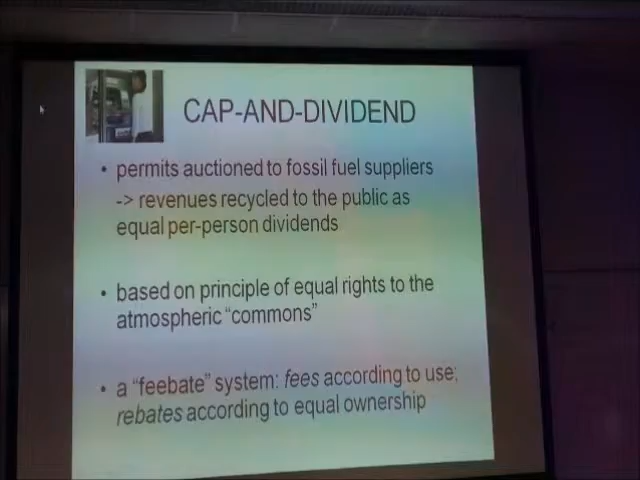 CAP-AND-DIVIDEND
• permits auctioned to fossil fuel suppliers
-> revenues recycled to the public as
equal per-person dividends
• based on principle of equal rights to the
atmospheric “commons”
• a “feebate” system: fees according to use;
rebates according to equal ownership